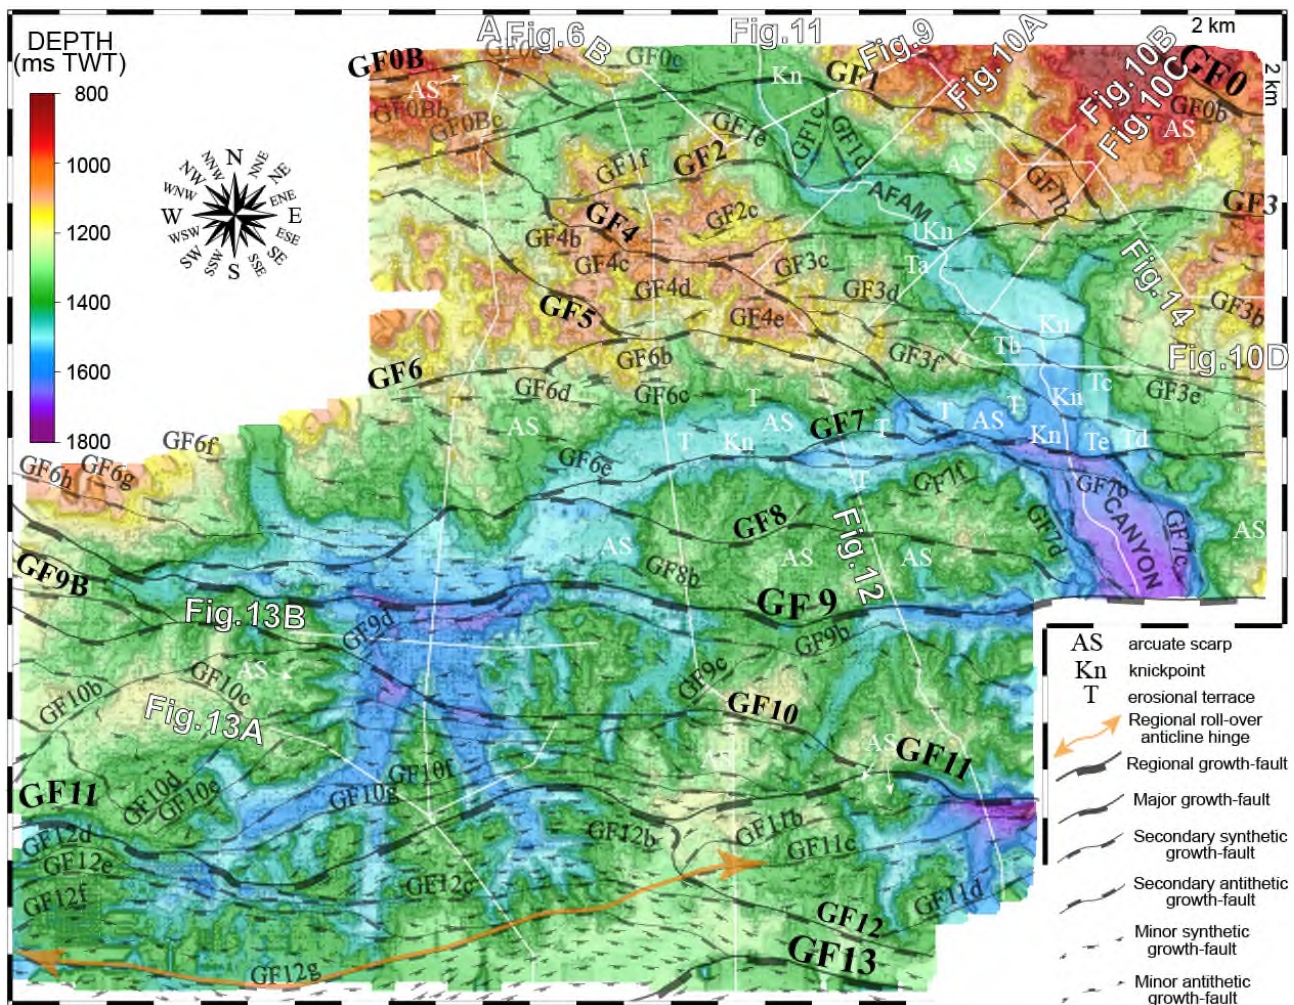 DEPTH
(ms TWT)
800
1000
1200
1400
1600
1800
N
NNE
NE
ENE
E
ESE
SE
SSE
S
SSW
SW
WSW
W
WNW
NW
NNW
2 km
2 km
A
Fig.6
B
Fig.11
Fig.9
Fig.10A
Fig.10B
Fig.10C
GF0
GF0B
AS
GF0c
GF0c
Kn
GF1
GF0b
AS
GF0Bb
GF0Bc
GF1e
GF1c
GF1d
GF1f
GF2
AS
GF1b
GF3
AFAM
GF4
GF2c
Kn
GF4b
GF4c
GF3c
Ta
Fig.14
GF4d
GF3d
GF3b
GF5
GF4e
Kn
GF6
GF6b
GF3f
Tb
Fig.10D
GF6d
GF6c
T
Tc
GF3e
Kn
AS
AS
GF7
T
AS
T
GF6f
T
Kn
T
Kn
Te
Td
GF6h
GF6g
GF6e
T
GF7f
GF7b
GF8
Fig.12
GF7d
CANYON
GF7c
AS
AS
AS
AS
GF9B
GF8b
Fig.13B
GF9
GF9d
GF9b
AS
GF9c
GF10b
GF10c
Fig.13A
GF10
AS
AS
GF11
GF10d
GF10e
GF10f
GF10g
GF11
GF12d
GF12b
GF11b
GF11c
GF12e
GF12c
GF12f
GF11d
GF12
GF12g
GF13
AS arcuate scarp
Kn knickpoint
T erosional terrace
Regional roll-over
anticline hinge
Regional growth-fault
Major growth-fault
Secondary synthetic
growth-fault
Secondary antithetic
growth-fault
Minor synthetic
growth-fault
Minor antithetic
growth-fault